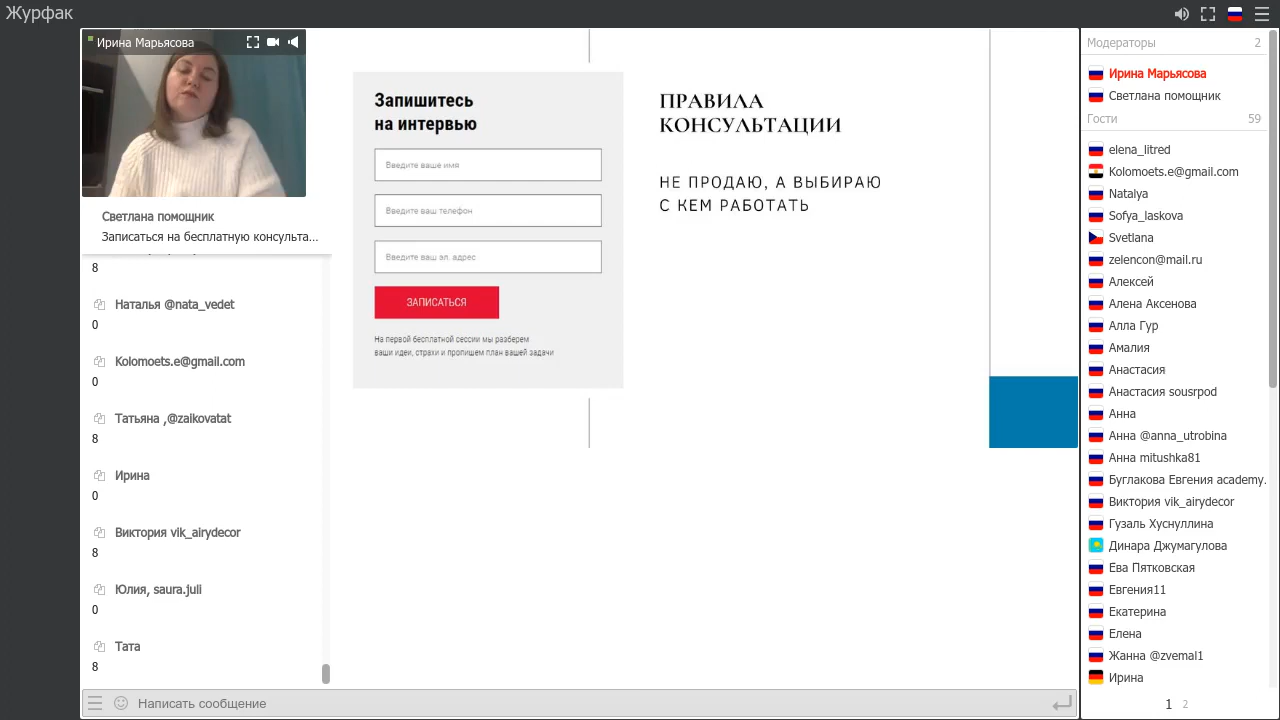 Журфак
Ирина Марьясова
Светлана помощник
Записаться на бесплатную консульта...
8
Наталья @nata_vedet
0
Kolomoets.e@gmail.com
0
Татьяна ,@zaikovatat
8
Ирина
0
Виктория vik_airydecor
8
Юлия, saura.juli
0
Тата
8
Написать сообщение
Запишитесь
на интервью
Введите ваше имя
Введите ваш телефон
Введите ваш эл. адрес
ЗАПИСАТЬСЯ
На первой бесплатной сессии мы разберем
ваши идеи, страхи и пропишем план вашей задачи
ПРАВИЛА
КОНСУЛЬТАЦИИ
НЕ ПРОДАЮ, А ВЫБИРАЮ
С КЕМ РАБОТАТЬ
Модераторы 2
Ирина Марьясова
Светлана помощник
Гости 59
elena_litred
Kolomoets.e@gmail.com
Natalya
Sofya_laskova
Svetlana
zelencon@mail.ru
Алексей
Алена Аксенова
Алла Гур
Амалия
Анастасия
Анастасия sousrpod
Анна
Анна @anna_utrobina
Анна mitushka81
Буглакова Евгения academy.
Виктория vik_airydecor
Гузаль Хуснуллина
Динара Джумагулова
Ева Пятковская
Евгения11
Екатерина
Елена
Жанна @zvemal1
Ирина
1 2